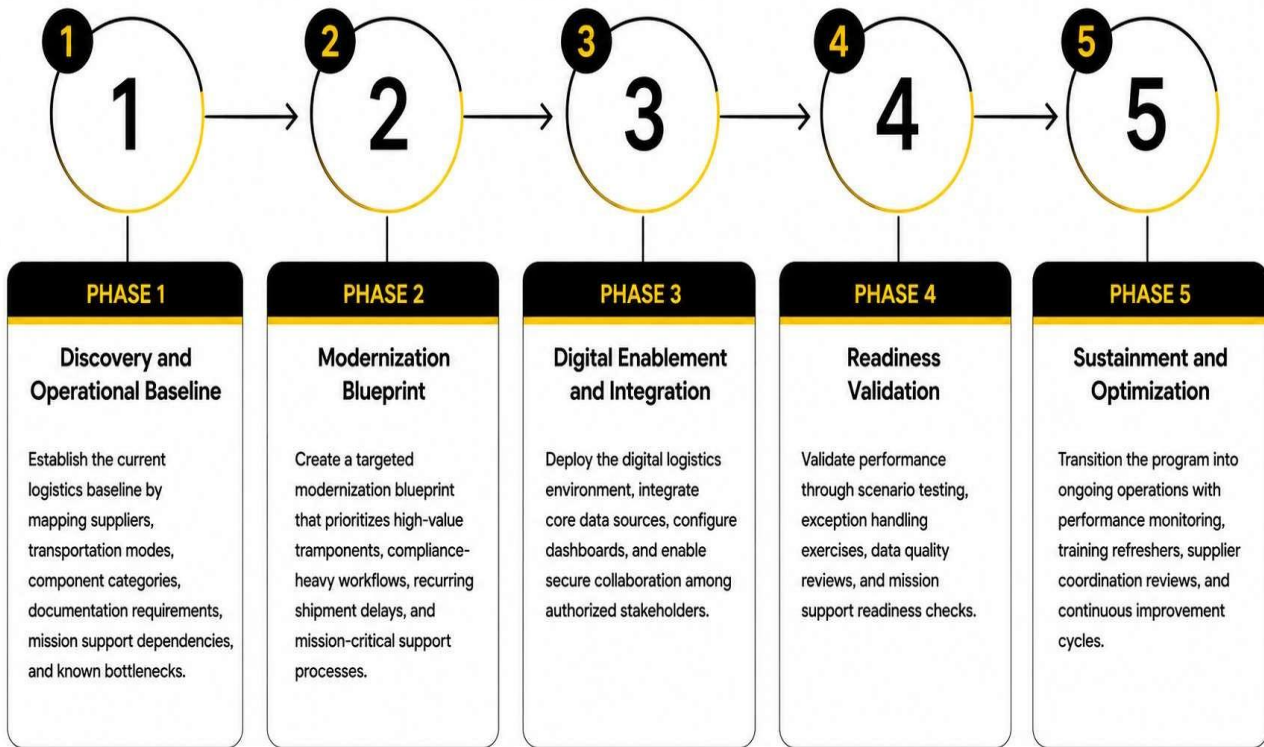 1
1
2
2
3
3
4
4
5
5
PHASE 1
Discovery and
Operational Baseline
Establish the current
logistics baseline by
mapping suppliers,
transportation modes,
component categories,
documentation requirements,
mission support dependencies,
and known bottlenecks.
PHASE 2
Modernization
Blueprint
Create a targeted
modernization blueprint
that prioritizes high-value
tramponents, compliance-
heavy workflows, recurring
shipment delays, and
mission-critical support
processes.
PHASE 3
Digital Enablement
and Integration
Deploy the digital logistics
environment, integrate
core data sources, configure
dashboards, and enable
secure collaboration among
authorized stakeholders.
PHASE 4
Readiness
Validation
Validate performance
through scenario testing,
exception handling
exercises, data quality
reviews, and mission
support readiness checks.
PHASE 5
Sustainment and
Optimization
Transition the program into
ongoing operations with
performance monitoring,
training refreshers, supplier
coordination reviews, and
continuous improvement
cycles.